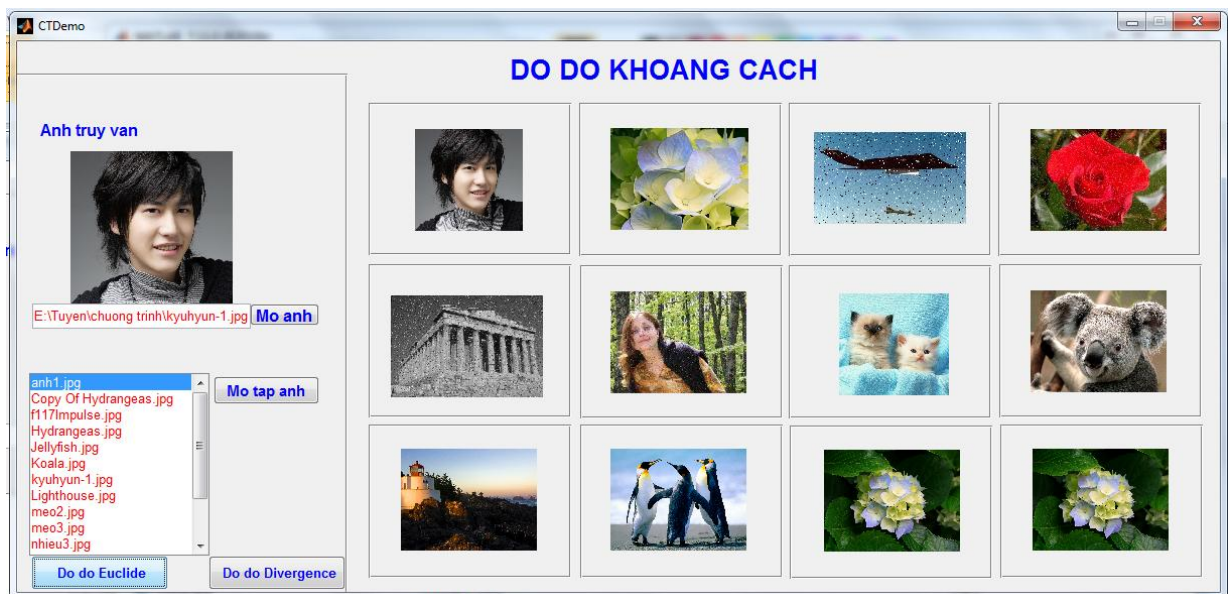 CTDemo
DO DO KHOANG CACH
Anh truy van
E:\Tuyen\chuong trinh\kyuhyun-1.jpg
Mo anh
anh1.jpg
Copy Of Hydrangeas.jpg
f117Impulse.jpg
Hydrangeas.jpg
Jellyfish.jpg
Koala.jpg
kyuhyun-1.jpg
Lighthouse.jpg
meo2.jpg
meo3.jpg
nhieu3.jpg
Mo tap anh
Do do Euclide
Do do Divergence